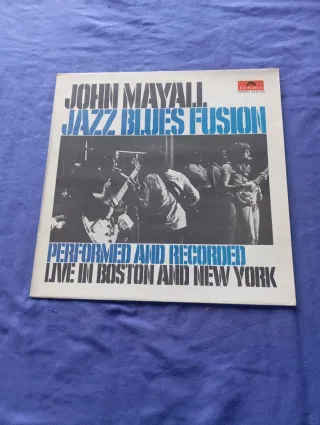 JOHN MAYALL
JAZZ BLUES FUSION
PERFORMED AND RECORDED
LIVE IN BOSTON AND NEW YORK